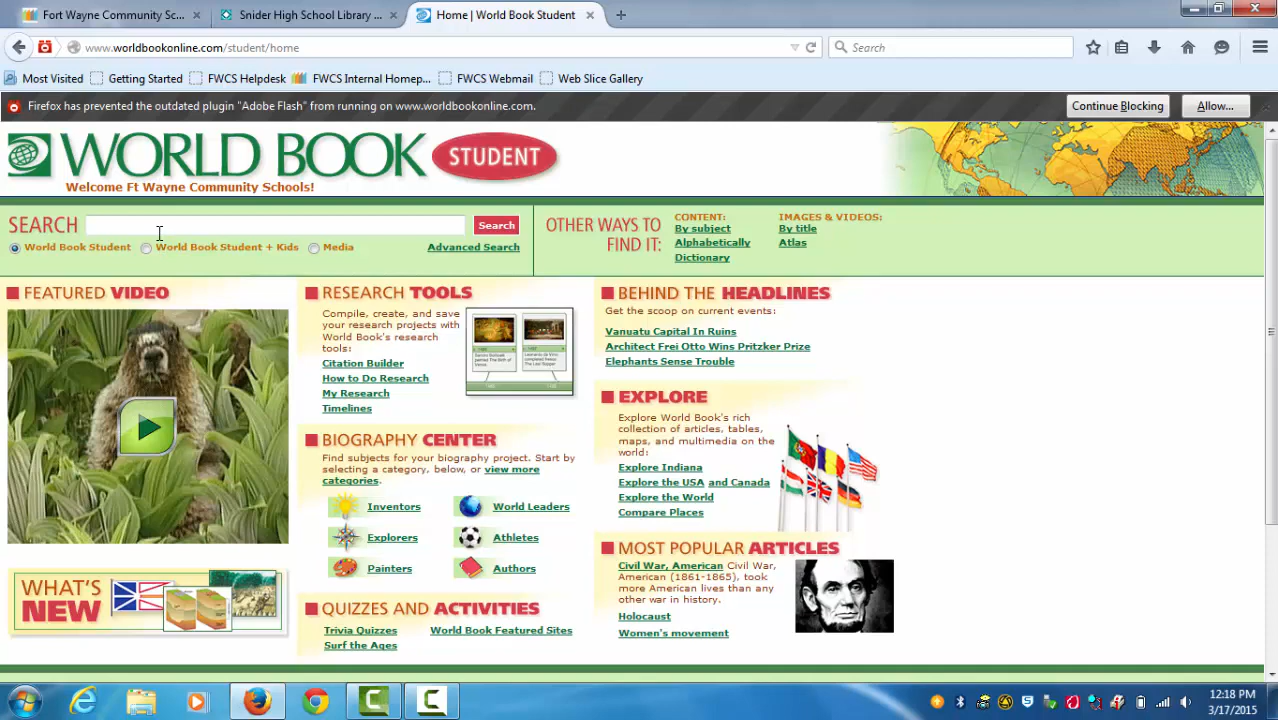 Fort Wayne Community Sc...
Snider High School Library ...
Home | World Book Student
www.worldbookonline.com/student/home
Search
Most Visited
Getting Started
FWCS Helpdesk
FWCS Internal Homep...
FWCS Webmail
Web Slice Gallery
Firefox has prevented the outdated plugin "Adobe Flash" from running on www.worldbookonline.com.
Continue Blocking
Allow...
WORLD BOOK STUDENT
Welcome Ft Wayne Community Schools!
SEARCH
Search
World Book Student
World Book Student + Kids
Media
Advanced Search
OTHER WAYS TO
FIND IT:
CONTENT:
By subject
Alphabetically
Dictionary
IMAGES & VIDEOS:
By title
Atlas
FEATURED VIDEO
WHAT'S
NEW
RESEARCH TOOLS
Compile, create, and save
your research projects with
World Book's research
tools:
Citation Builder
How to Do Research
My Research
Timelines
BIOGRAPHY CENTER
Find subjects for your biography project. Start by
selecting a category, below, or view more
categories.
Inventors
World Leaders
Explorers
Athletes
Painters
Authors
QUIZZES AND ACTIVITIES
Trivia Quizzes
World Book Featured Sites
Surf the Ages
BEHIND THE HEADLINES
Get the scoop on current events:
Vanuatu Capital In Ruins
Architect Frei Otto Wins Pritzker Prize
Elephants Sense Trouble
EXPLORE
Explore World Book's rich
collection of articles, tables,
maps, and multimedia on the
world:
Explore Indiana
Explore the USA and Canada
Explore the World
Compare Places
MOST POPULAR ARTICLES
Civil War, American Civil War,
American (1861-1865), took
more American lives than any
other war in history.
Holocaust
Women's movement
12:18 PM
3/17/2015